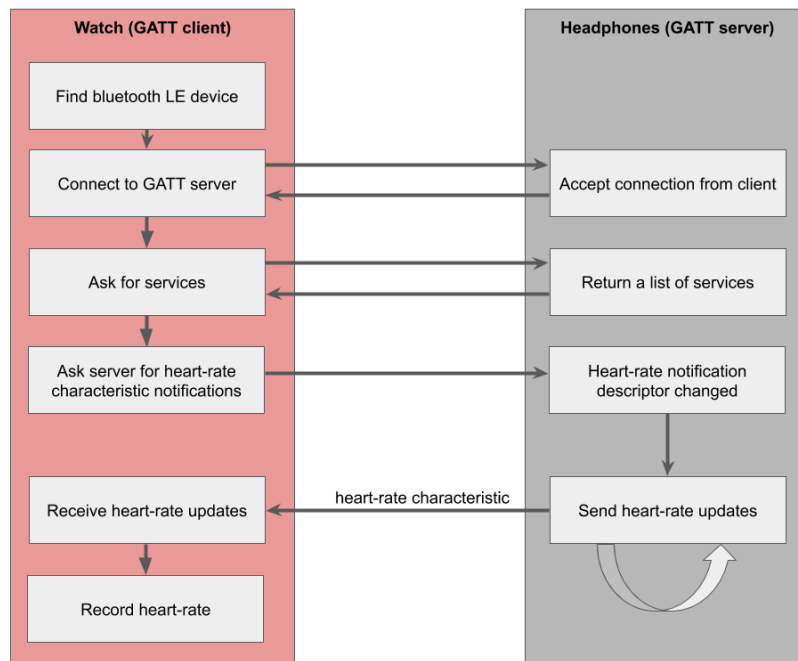 Watch (GATT client)
Headphones (GATT server)
Find bluetooth LE device
Connect to GATT server
Accept connection from client
Ask for services
Return a list of services
Ask server for heart-rate
characteristic notifications
Heart-rate notification
descriptor changed
heart-rate characteristic
Receive heart-rate updates
Send heart-rate updates
Record heart-rate